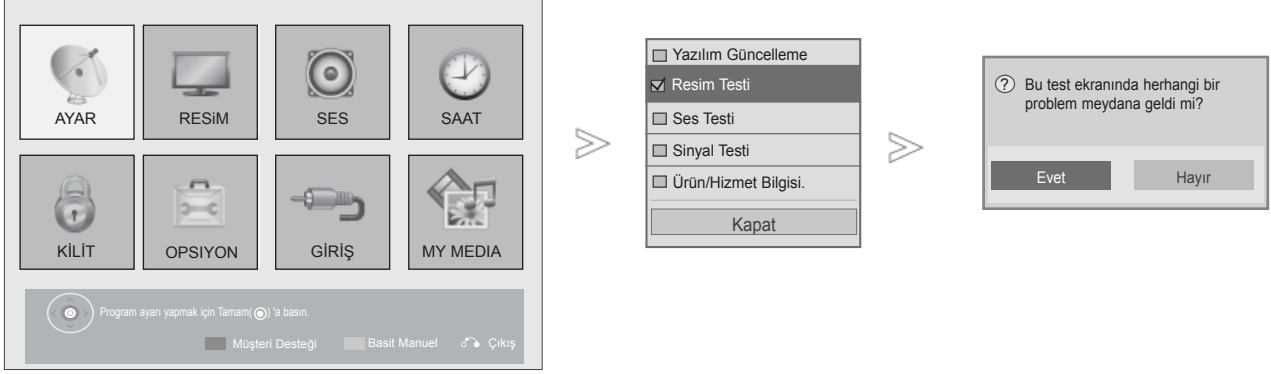 AYAR
RESiM
SES
SAAT
KİLİT
OPSIYON
GİRİŞ
MY MEDIA
Program ayarı yapmak için Tamam(◉) 'a basın.
Müşteri Desteği
Basit Manuel
Çıkış
Yazılım Güncelleme
Resim Testi
Ses Testi
Sinyal Testi
Ürün/Hizmet Bilgisi.
Kapat
? Bu test ekranında herhangi bir
problem meydana geldi mi?
Evet
Hayır